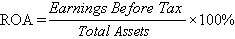 ROA = Earnings Before Tax / Total Assets × 100%